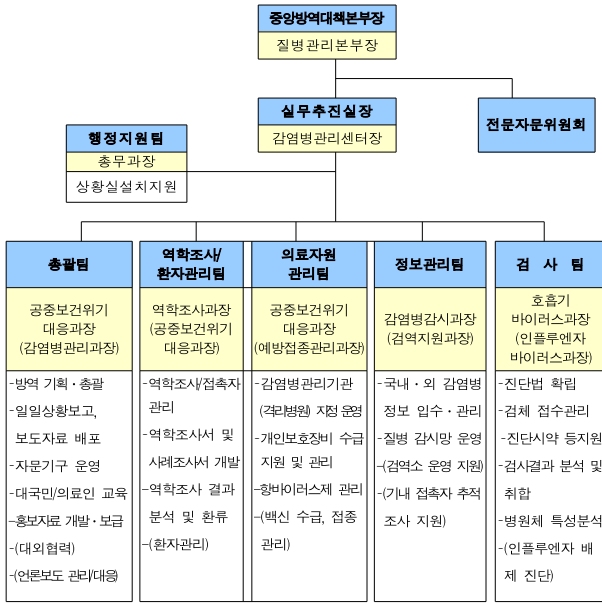 중앙방역대책본부장
질병관리본부장
실무추진실장
감염병관리센터장
전문자문위원회
행정지원팀
총무과장
상황실설치지원
총괄팀
공중보건위기
대응과장
(감염병관리과장)
-방역 기획·총괄
-일일상황보고,
보도자료 배포
-자문기구 운영
-대국민/의료인 교육
-홍보자료 개발·보급
-(대외협력)
-(언론보도 관리/대응)
역학조사/
환자관리팀
역학조사과장
(공중보건위기
대응과장)
-역학조사/접촉자
관리
-역학조사서 및
사례조사서 개발
-역학조사 결과
분석 및 환류
-(환자관리)
의료자원
관리팀
공중보건위기
대응과장
(예방접종관리과장)
-감염병관리기관
(격리병원) 지정 운영
-개인보호장비 수급
지원 및 관리
-항바이러스제 관리
-(백신 수급, 접종
관리)
정보관리팀
감염병감시과장
(검역지원과장)
-국내·외 감염병
정보 입수·관리
-질병 감시망 운영
-(검역소 운영 지원)
-(기내 접촉자 추적
조사 지원)
검 사 팀
호흡기
바이러스과장
(인플루엔자
바이러스과장)
-진단법 확립
-검체 접수관리
-진단시약 등지원
-검사결과 분석 및
취합
-병원체 특성분석
-(인플루엔자 배
제 진단)